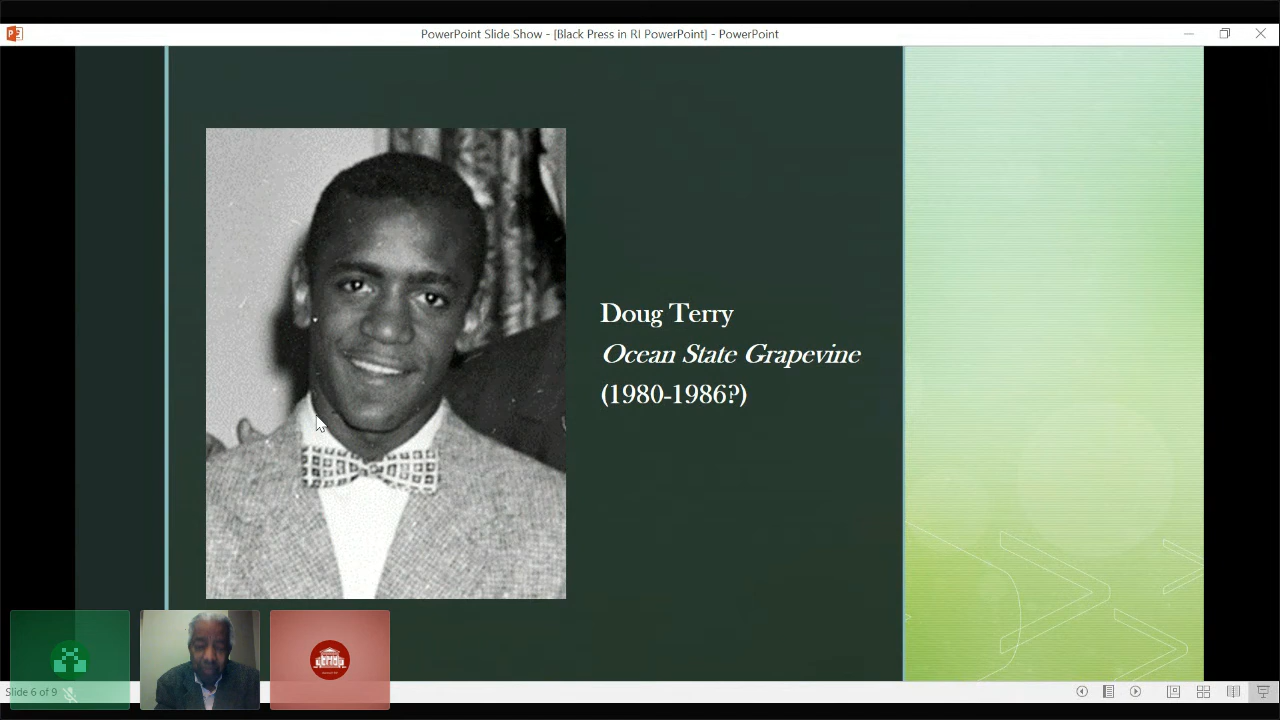 PowerPoint Slide Show - [Black Press in RI PowerPoint] - PowerPoint
Doug Terry
Ocean State Grapevine
(1980-1986?)
Slide 6 of 9